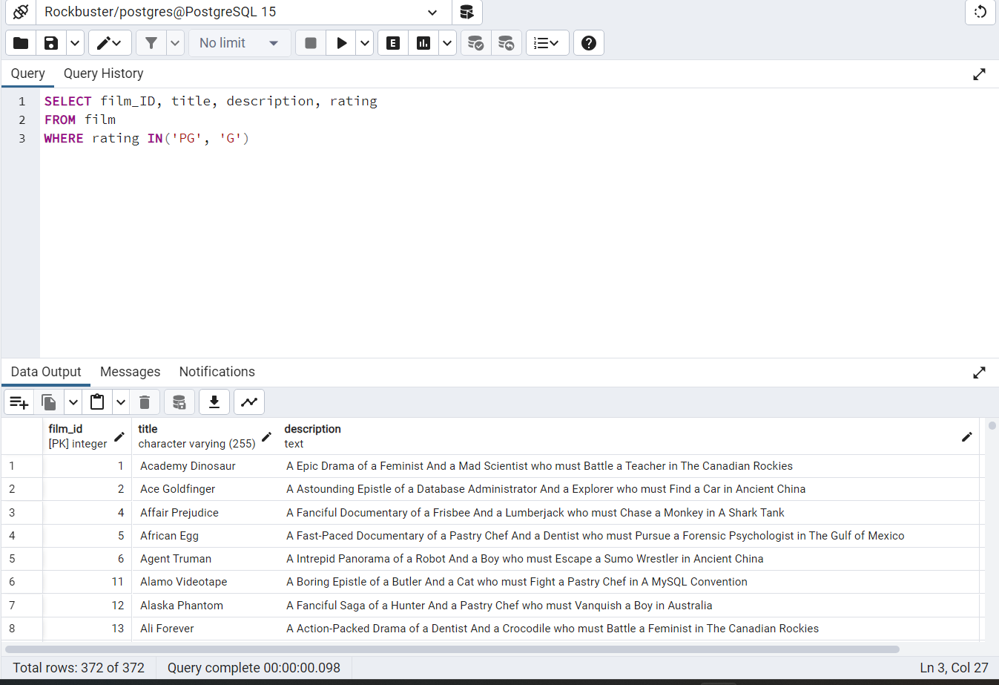 Rockbuster/postgres@PostgreSQL 15
No limit
E
Query Query History
1 SELECT film_ID, title, description, rating
2 FROM film
3 WHERE rating IN('PG', 'G')
Data Output Messages Notifications
film_id title description
[PK] integer character varying (255) text
1 1 Academy Dinosaur A Epic Drama of a Feminist And a Mad Scientist who must Battle a Teacher in The Canadian Rockies
2 2 Ace Goldfinger A Astounding Epistle of a Database Administrator And a Explorer who must Find a Car in Ancient China
3 4 Affair Prejudice A Fanciful Documentary of a Frisbee And a Lumberjack who must Chase a Monkey in A Shark Tank
4 5 African Egg A Fast-Paced Documentary of a Pastry Chef And a Dentist who must Pursue a Forensic Psychologist in The Gulf of Mexico
5 6 Agent Truman A Intrepid Panorama of a Robot And a Boy who must Escape a Sumo Wrestler in Ancient China
6 11 Alamo Videotape A Boring Epistle of a Butler And a Cat who must Fight a Pastry Chef in A MySQL Convention
7 12 Alaska Phantom A Fanciful Saga of a Hunter And a Pastry Chef who must Vanquish a Boy in Australia
8 13 Ali Forever A Action-Packed Drama of a Dentist And a Crocodile who must Battle a Feminist in The Canadian Rockies
Total rows: 372 of 372 Query complete 00:00:00.098 Ln 3, Col 27